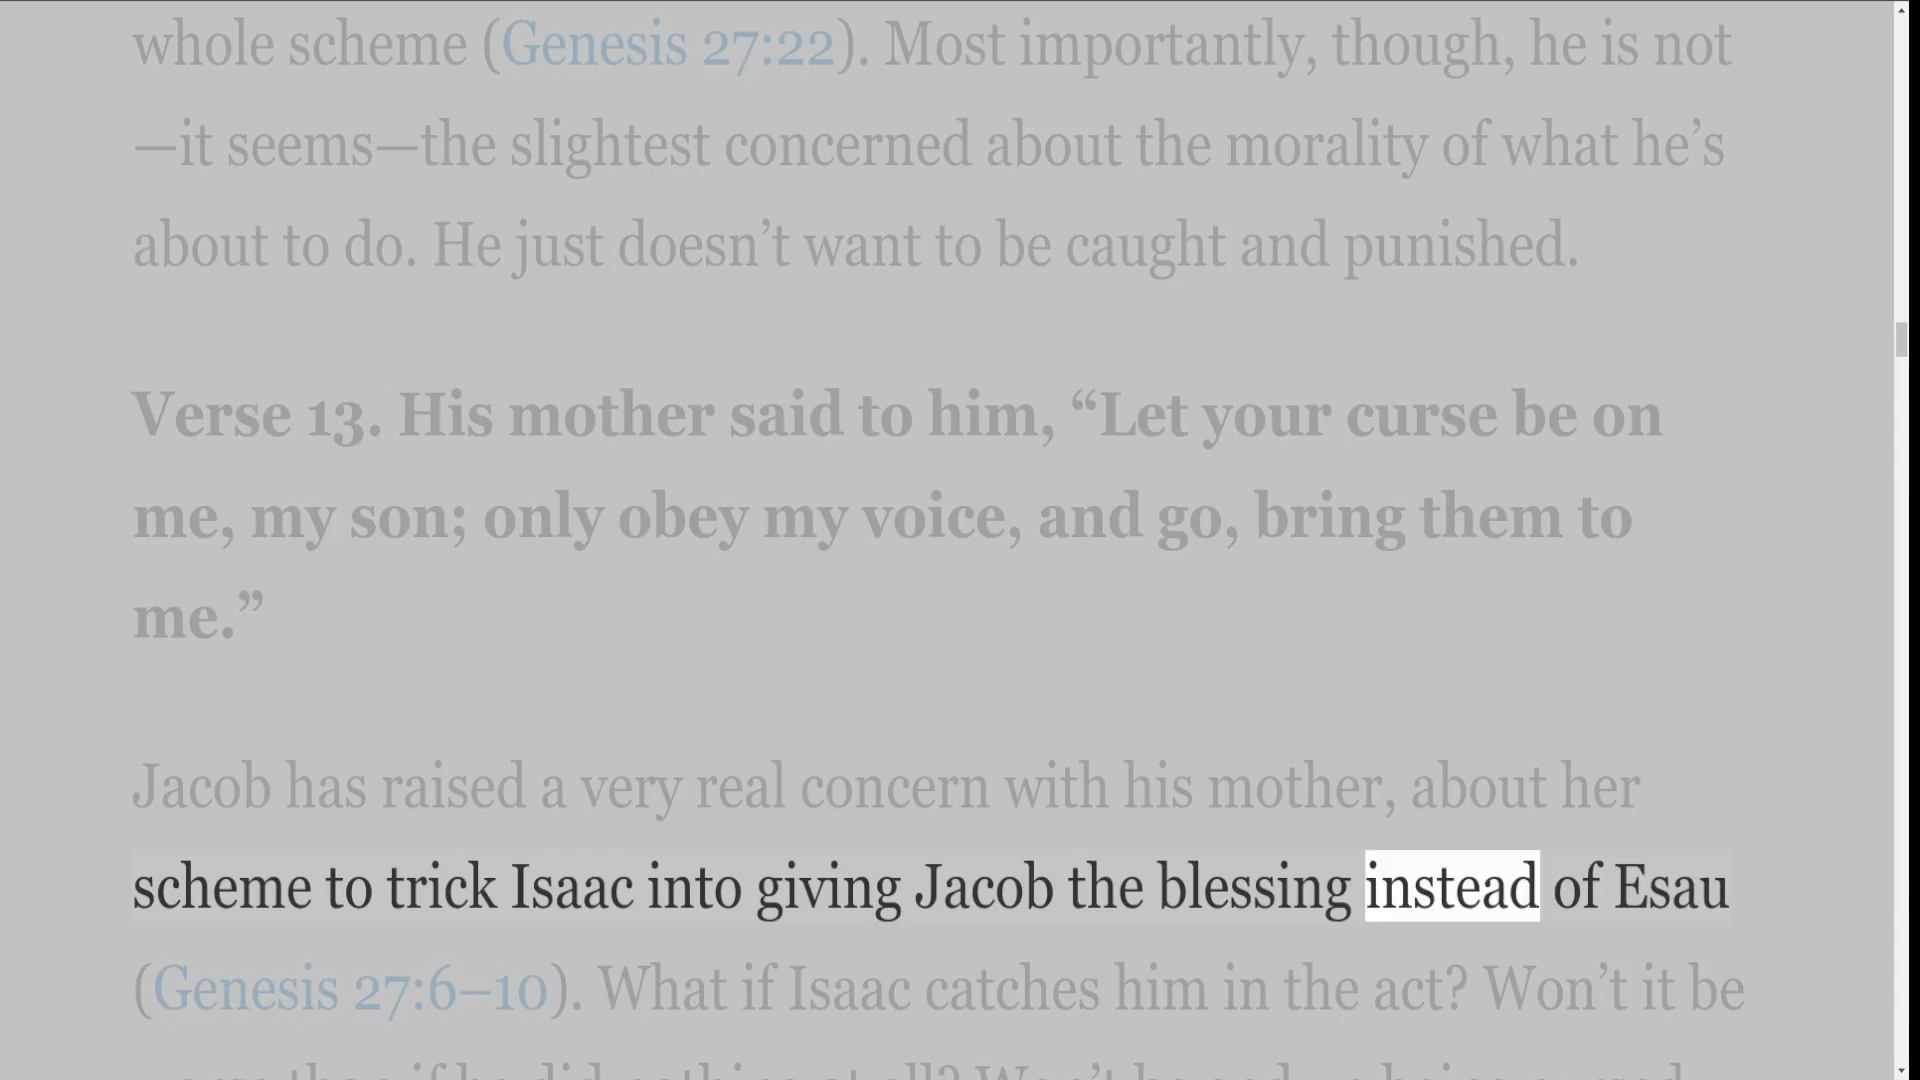 whole scheme (Genesis 27:22). Most importantly, though, he is not
—it seems—the slightest concerned about the morality of what he’s
about to do. He just doesn’t want to be caught and punished.
Verse 13. His mother said to him, “Let your curse be on
me, my son; only obey my voice, and go, bring them to
me.”
Jacob has raised a very real concern with his mother, about her
scheme to trick Isaac into giving Jacob the blessing instead of Esau
(Genesis 27:6–10). What if Isaac catches him in the act? Won’t it be